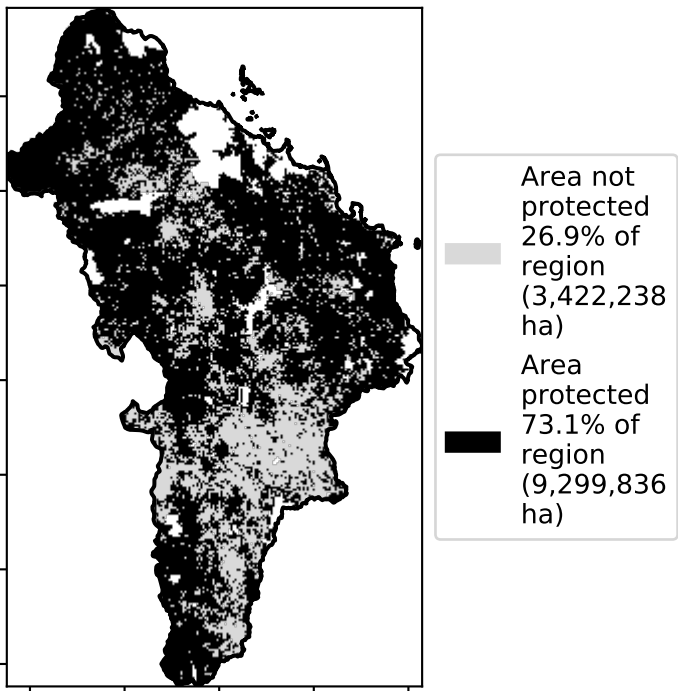 Area not
protected
26.9% of
region
(3,422,238
ha)
Area
protected
73.1% of
region
(9,299,836
ha)